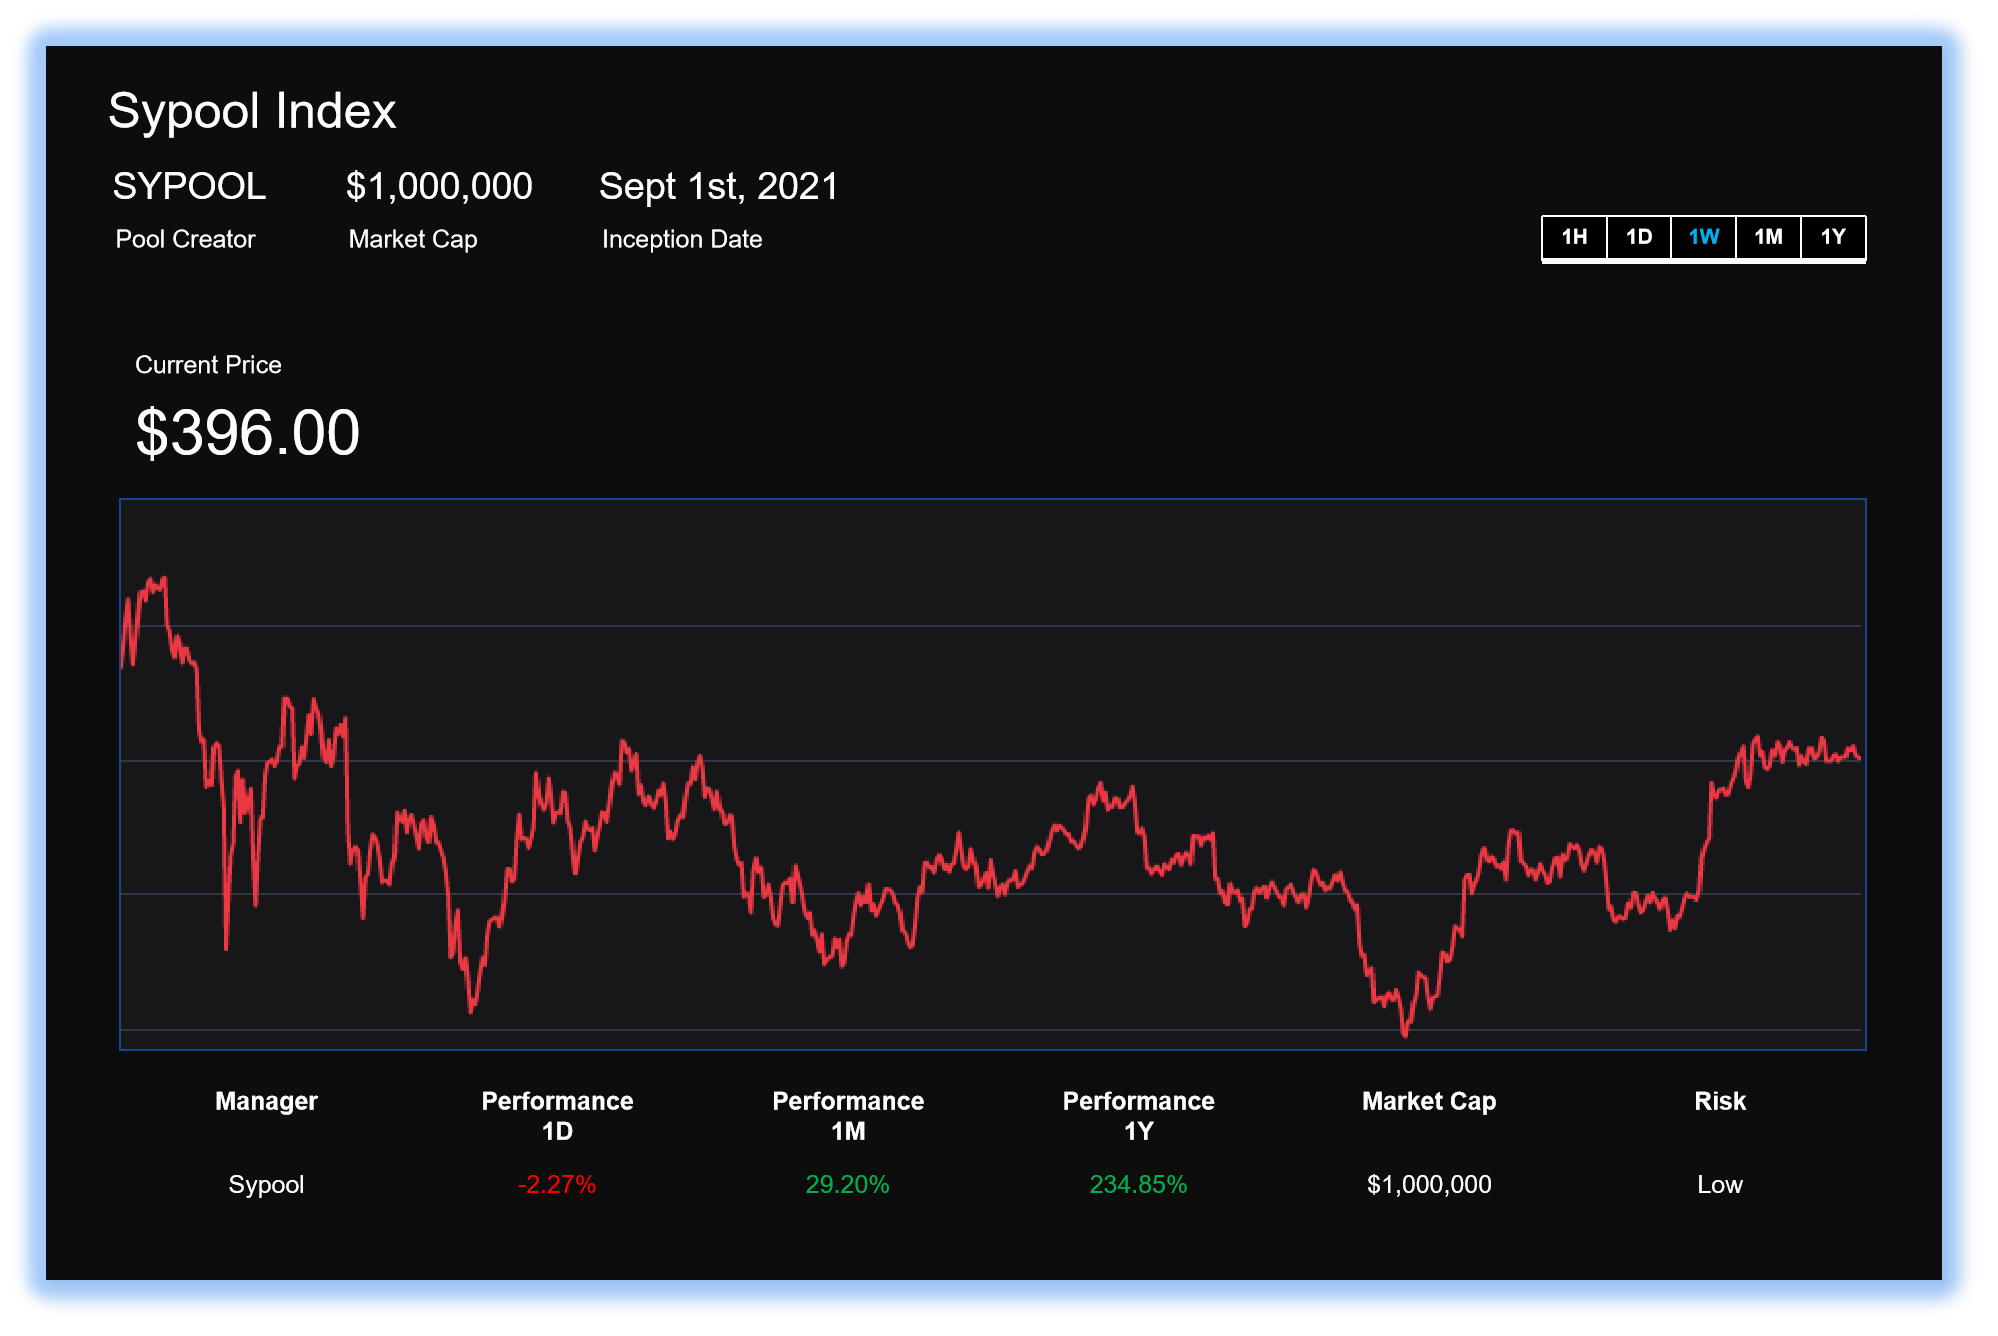 Sypool Index
SYPOOL $1,000,000 Sept 1st, 2021
Pool Creator Market Cap Inception Date
1H 1D 1W 1M 1Y
Current Price
$396.00
Manager Performance Performance Performance Market Cap Risk
1D 1M 1Y
Sypool -2.27% 29.20% 234.85% $1,000,000 Low